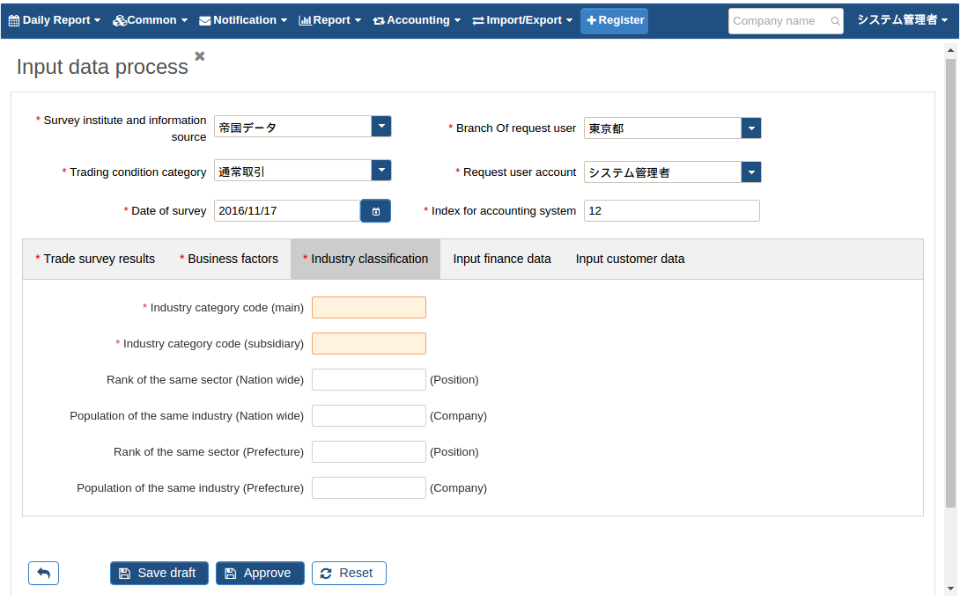 Daily Report Common Notification Report Accounting Import/Export Register Company name システム管理者
Input data process
* Survey institute and information source 帝国データ * Branch Of request user 東京都
* Trading condition category 通常取引 * Request user account システム管理者
* Date of survey 2016/11/17 * Index for accounting system 12
* Trade survey results * Business factors * Industry classification Input finance data Input customer data
* Industry category code (main)
* Industry category code (subsidiary)
Rank of the same sector (Nation wide) (Position)
Population of the same industry (Nation wide) (Company)
Rank of the same sector (Prefecture) (Position)
Population of the same industry (Prefecture) (Company)
Save draft Approve Reset